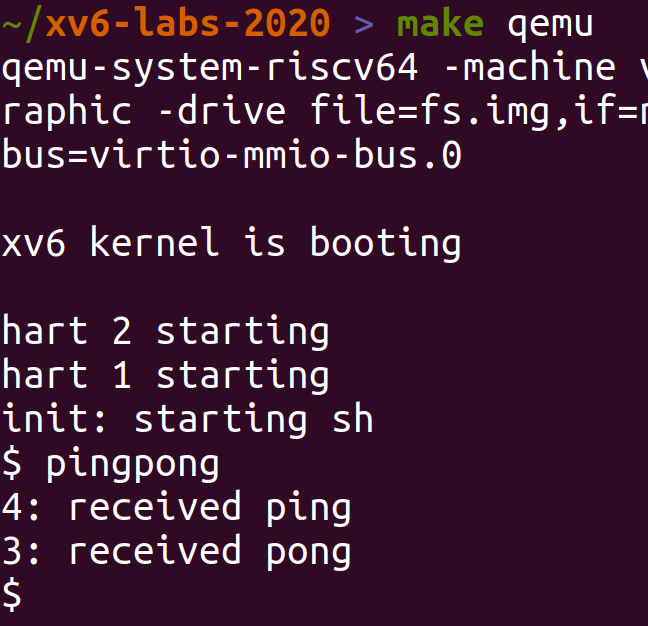 ~/xv6-labs-2020 > make qemu
qemu-system-riscv64 -machine
raphic -drive file=fs.img,if=
bus=virtio-mmio-bus.0
xv6 kernel is booting
hart 2 starting
hart 1 starting
init: starting sh
$ pingpong
4: received ping
3: received pong
$